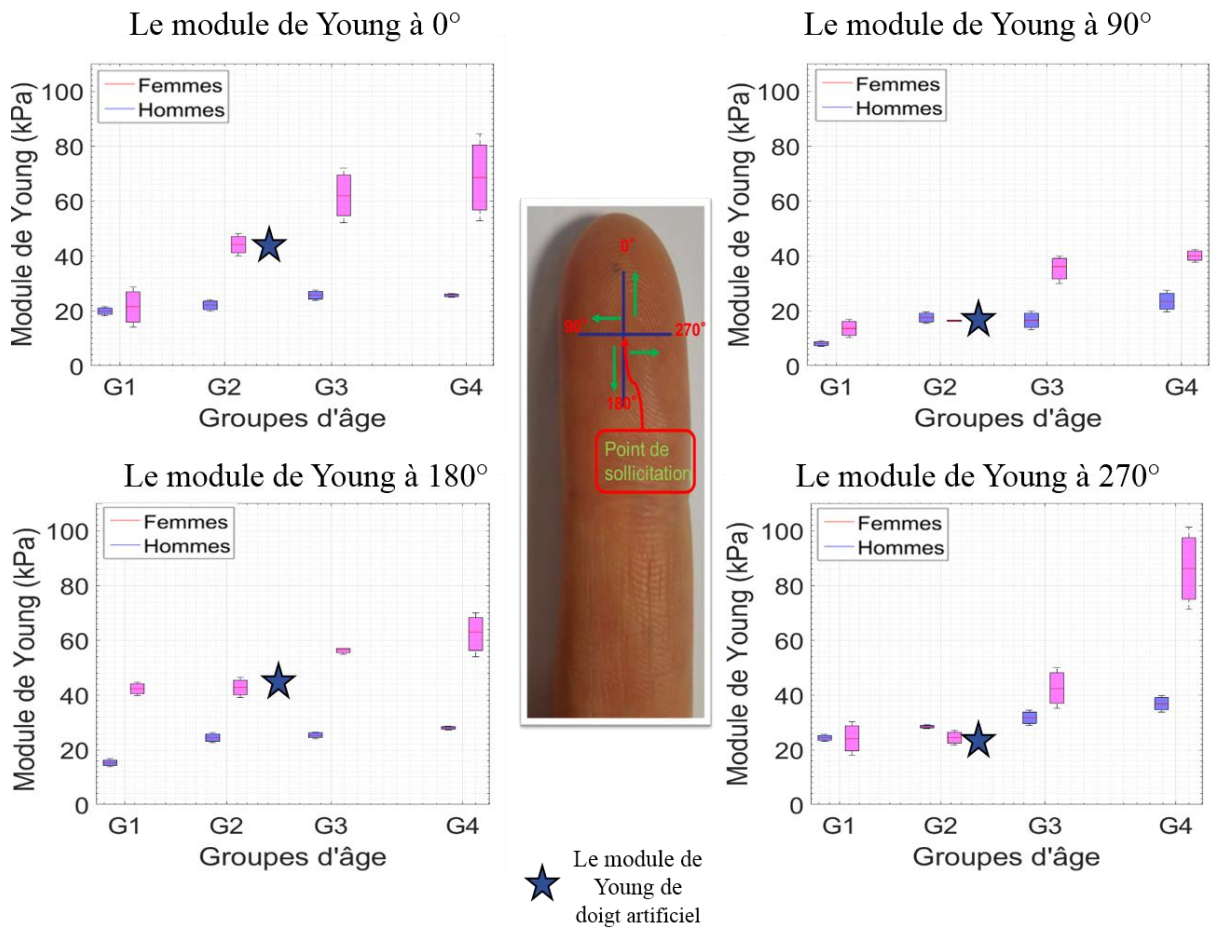 Le module de Young à 0°
Femmes
Hommes
Module de Young (kPa)
100
80
60
40
20
0
G1 G2 G3 G4
Groupes d'âge
Le module de Young à 90°
Femmes
Hommes
Module de Young (kPa)
100
80
60
40
20
0
G1 G2 G3 G4
Groupes d'âge
0°
90° 270°
180°
Point de
sollicitation
Le module de Young à 180°
Femmes
Hommes
Module de Young (kPa)
100
80
60
40
20
0
G1 G2 G3 G4
Groupes d'âge
Le module de Young à 270°
Femmes
Hommes
Module de Young (kPa)
100
80
60
40
20
0
G1 G2 G3 G4
Groupes d'âge
Le module de
Young de
doigt artificiel